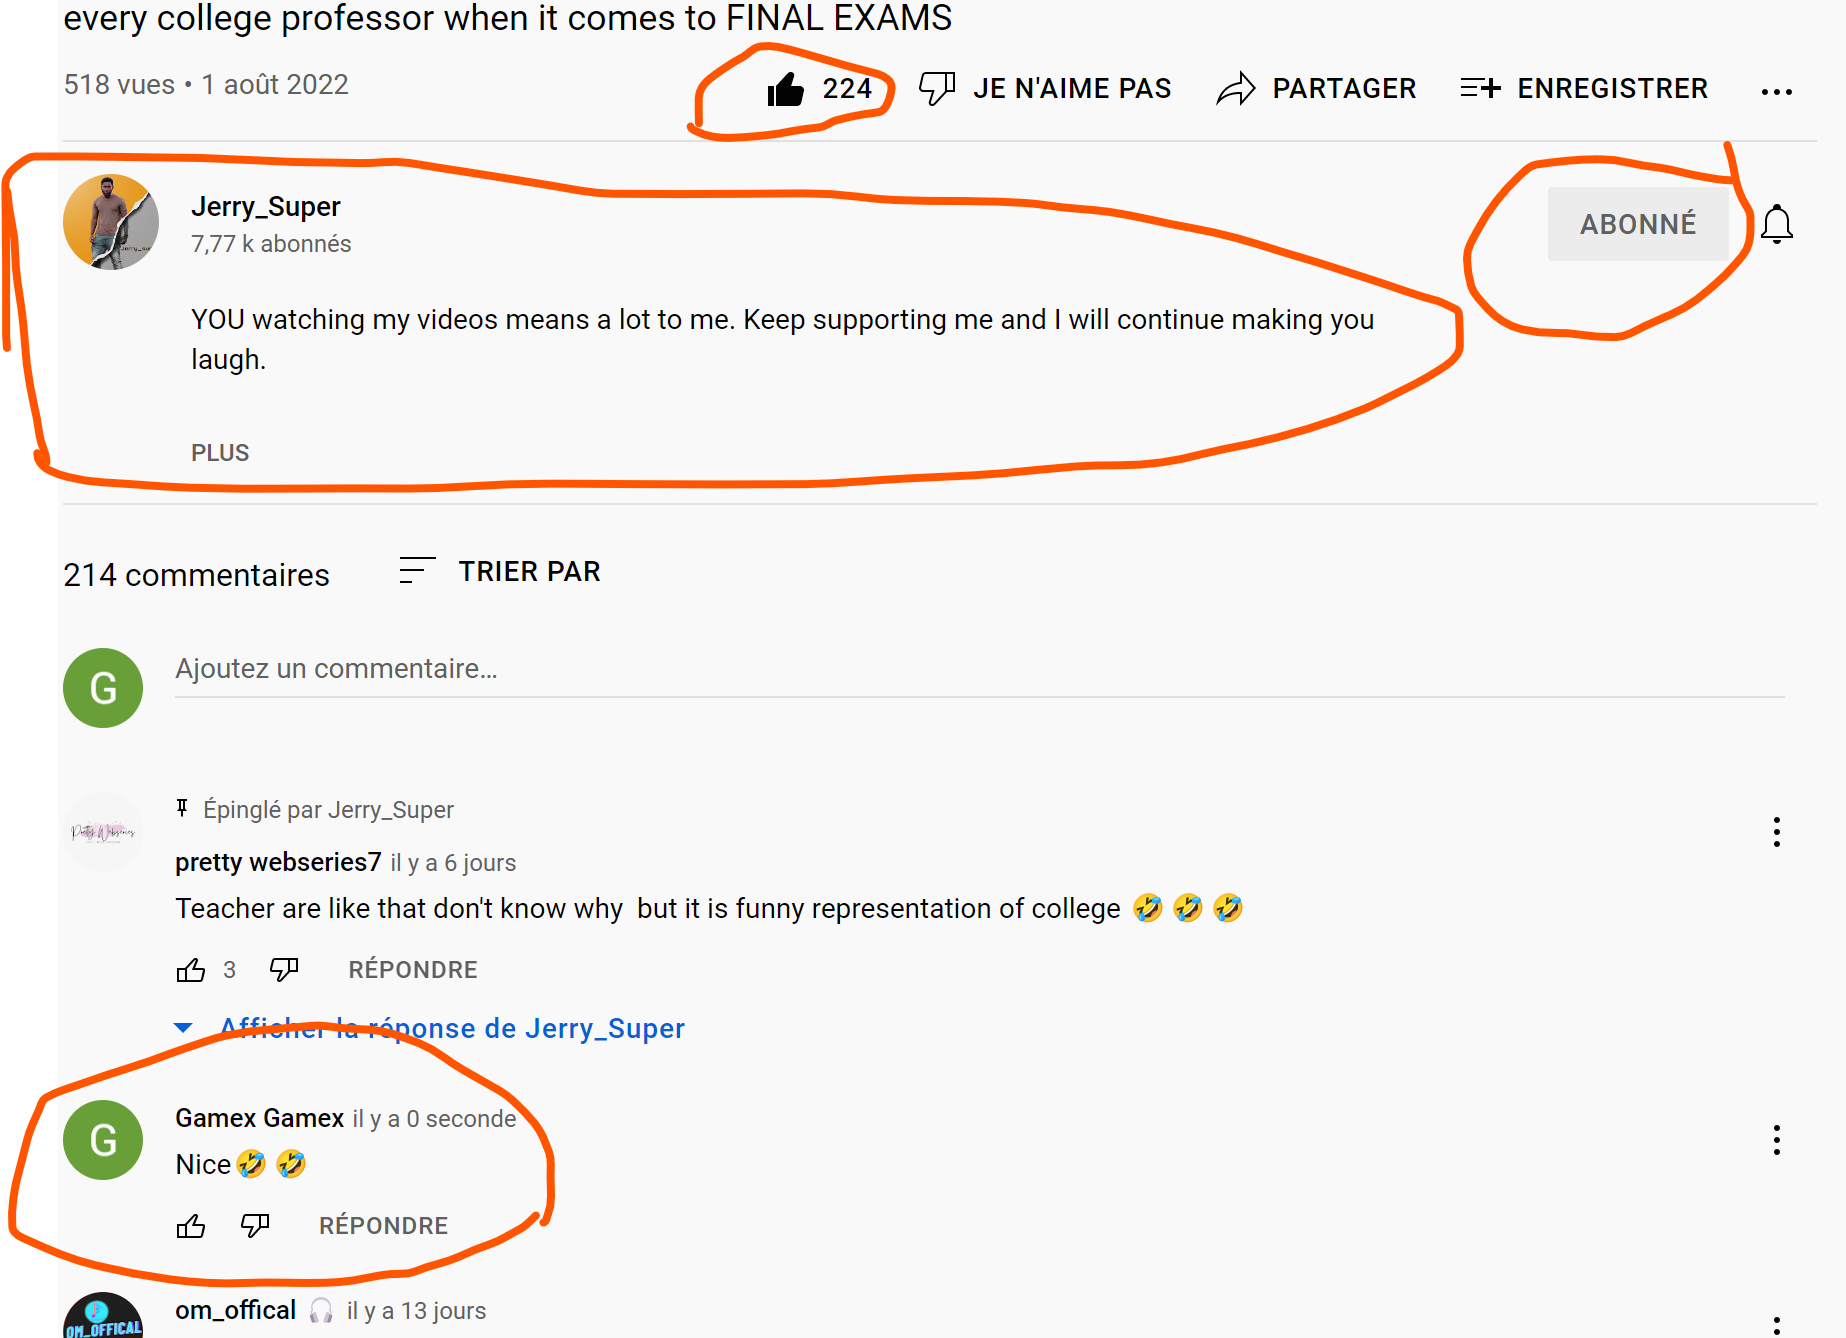 every college professor when it comes to FINAL EXAMS
518 vues • 1 août 2022
224 JE N'AIME PAS PARTAGER ENREGISTRER
Jerry_Super
7,77 k abonnés
ABONNÉ
YOU watching my videos means a lot to me. Keep supporting me and I will continue making you
laugh.
PLUS
214 commentaires TRIER PAR
G
Ajoutez un commentaire...
Épinglé par Jerry_Super
Pretty Webseries
pretty webseries7 il y a 6 jours
Teacher are like that don't know why but it is funny representation of college 🤣 🤣 🤣
3 RÉPONDRE
Afficher la réponse de Jerry_Super
G
Gamex Gamex il y a 0 seconde
Nice🤣 🤣
RÉPONDRE
om_offical 🎧 il y a 13 jours
OM_OFFICAL